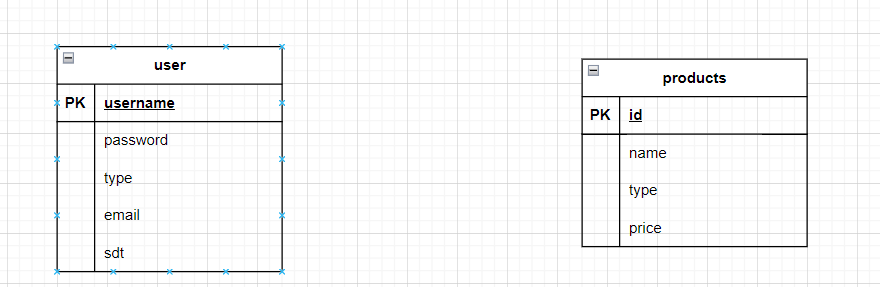 user
PK username
password
type
email
sdt
products
PK id
name
type
price